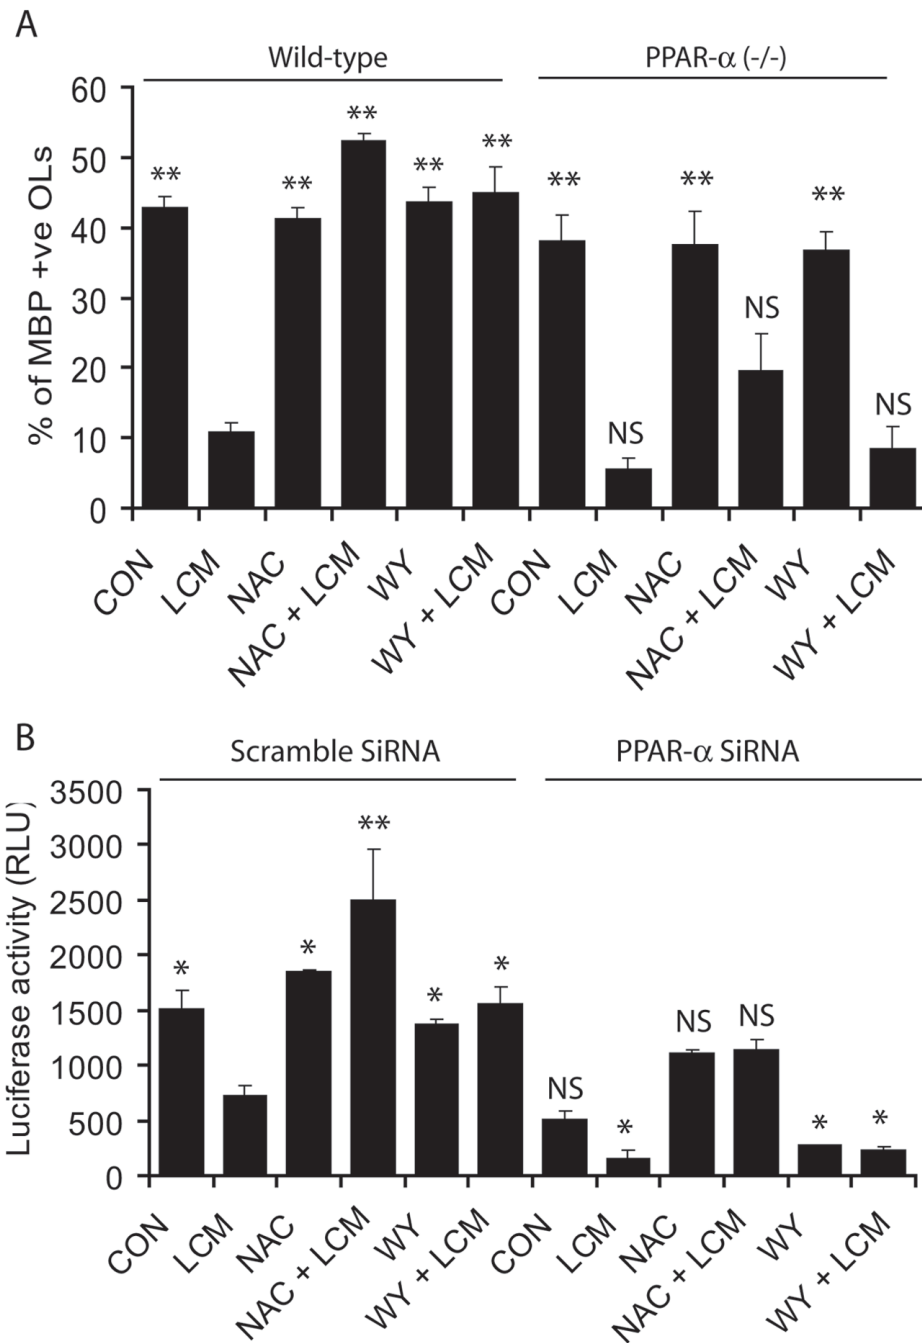 A
Wild-type
PPAR-α (-/-)
% of MBP +ve OLs
60
50
40
30
20
10
0
** ** ** ** ** ** ** **
NS NS NS
CON
LCM
NAC
NAC + LCM
WY
WY + LCM
CON
LCM
NAC
NAC + LCM
WY
WY + LCM
B
Scramble SiRNA
PPAR-α SiRNA
Luciferase activity (RLU)
3500
3000
2500
2000
1500
1000
500
0
* * ** * *
NS * NS NS * *
CON
LCM
NAC
NAC + LCM
WY
WY + LCM
CON
LCM
NAC
NAC + LCM
WY
WY + LCM